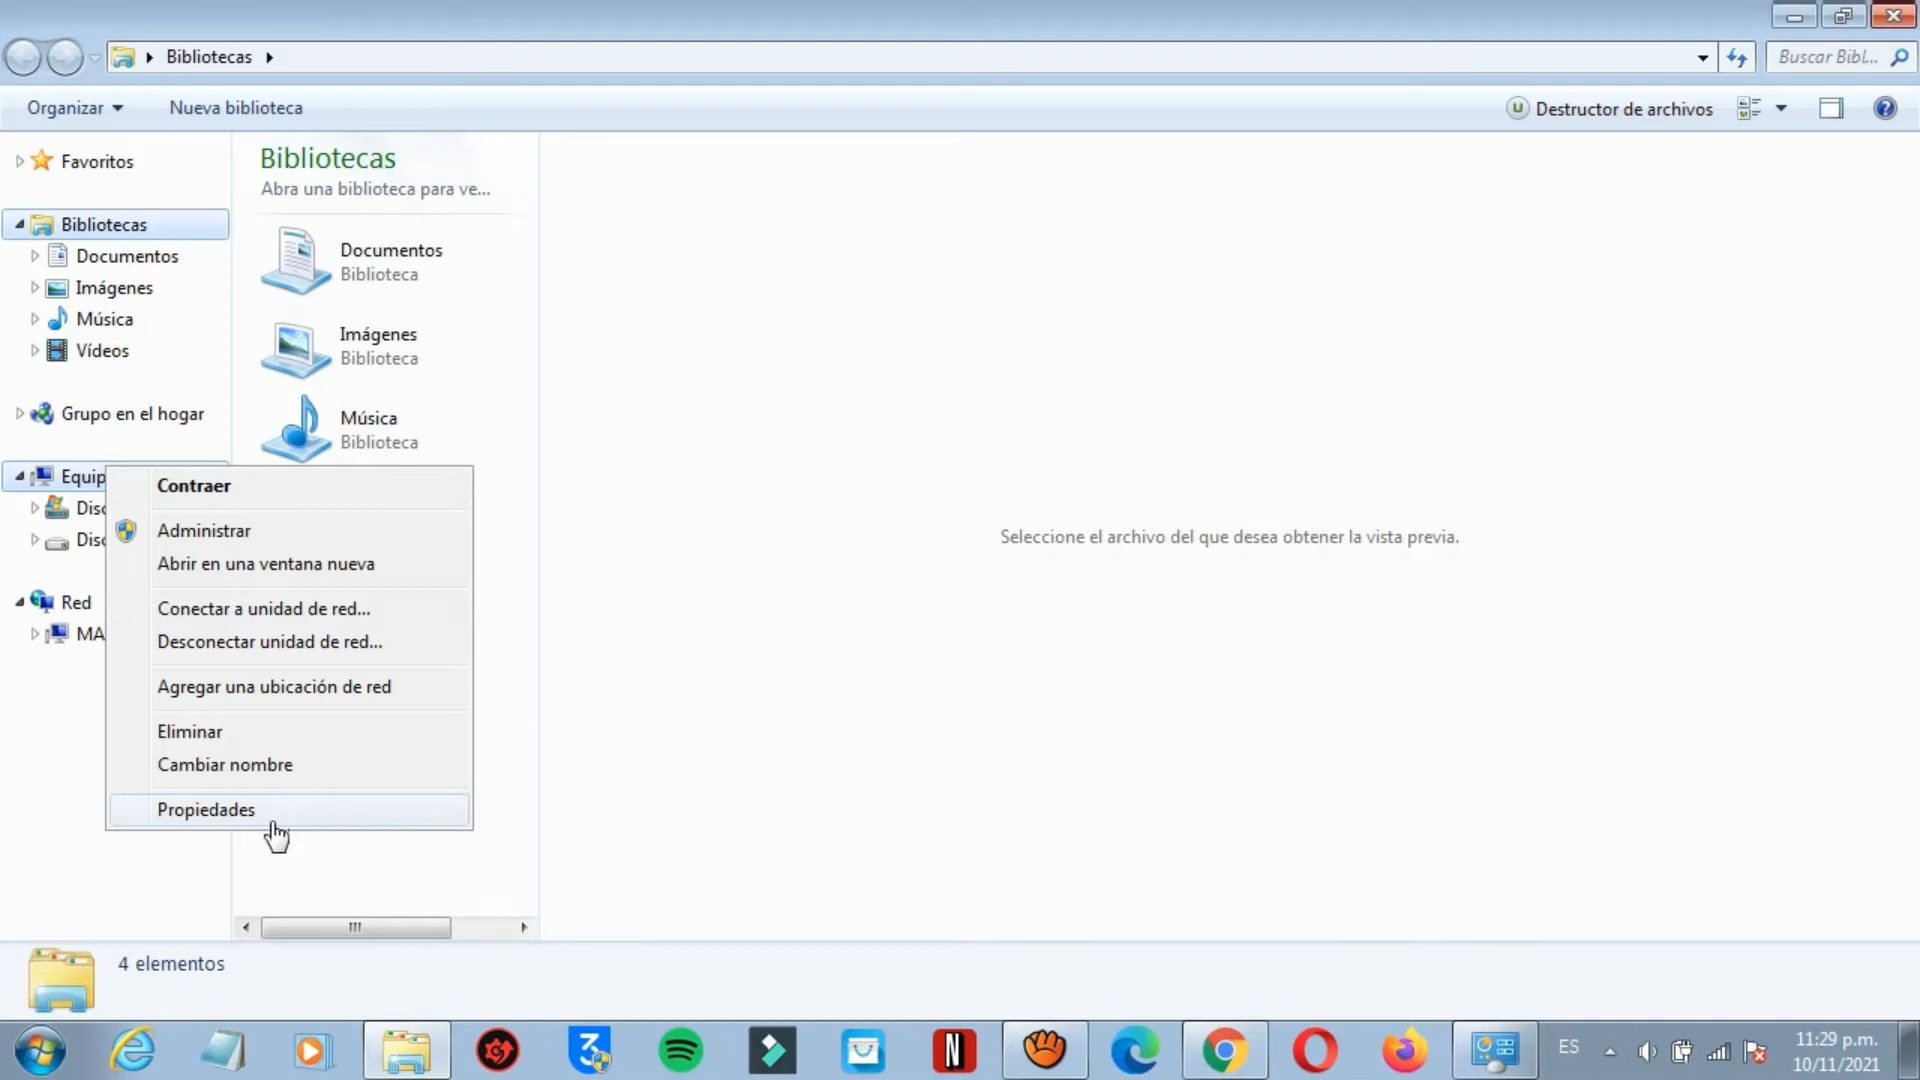 Bibliotecas
Buscar Bibl...
Organizar
Nueva biblioteca
Destructor de archivos
Favoritos
Bibliotecas
Documentos
Imágenes
Música
Vídeos
Grupo en el hogar
Equip
Disc
Disc
Red
MA
Bibliotecas
Abra una biblioteca para ve...
Documentos
Biblioteca
Imágenes
Biblioteca
Música
Biblioteca
Contraer
Administrar
Abrir en una ventana nueva
Conectar a unidad de red...
Desconectar unidad de red...
Agregar una ubicación de red
Eliminar
Cambiar nombre
Propiedades
Seleccione el archivo del que desea obtener la vista previa.
4 elementos
ES
11:29 p.m.
10/11/2021